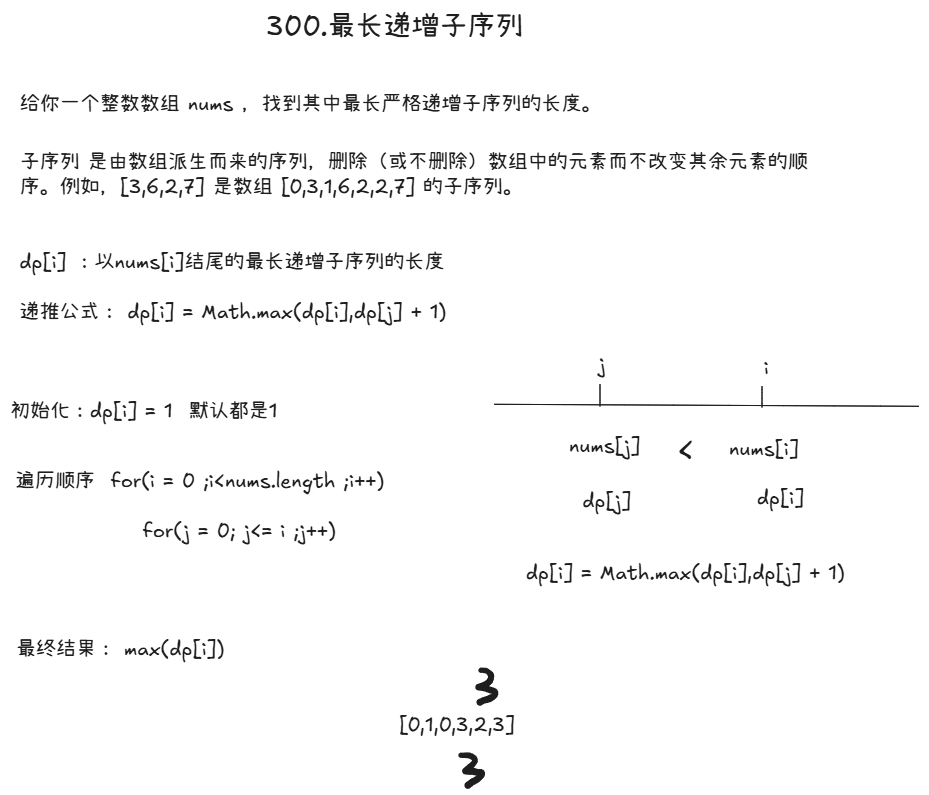 300.最长递增子序列
给你一个整数数组 nums ，找到其中最长严格递增子序列的长度。
子序列 是由数组派生而来的序列，删除（或不删除）数组中的元素而不改变其余元素的顺
序。例如，[3,6,2,7] 是数组 [0,3,1,6,2,2,7] 的子序列。
dp[i] ：以nums[i]结尾的最长递增子序列的长度
递推公式： dp[i] = Math.max(dp[i],dp[j] + 1)
j i
初始化：dp[i] = 1 默认都是1
nums[j] < nums[i]
遍历顺序 for(i = 0 ;i<nums.length ;i++)
dp[j] dp[i]
for(j = 0; j<= i ;j++)
dp[i] = Math.max(dp[i],dp[j] + 1)
最终结果： max(dp[i])
3
[0,1,0,3,2,3]
3